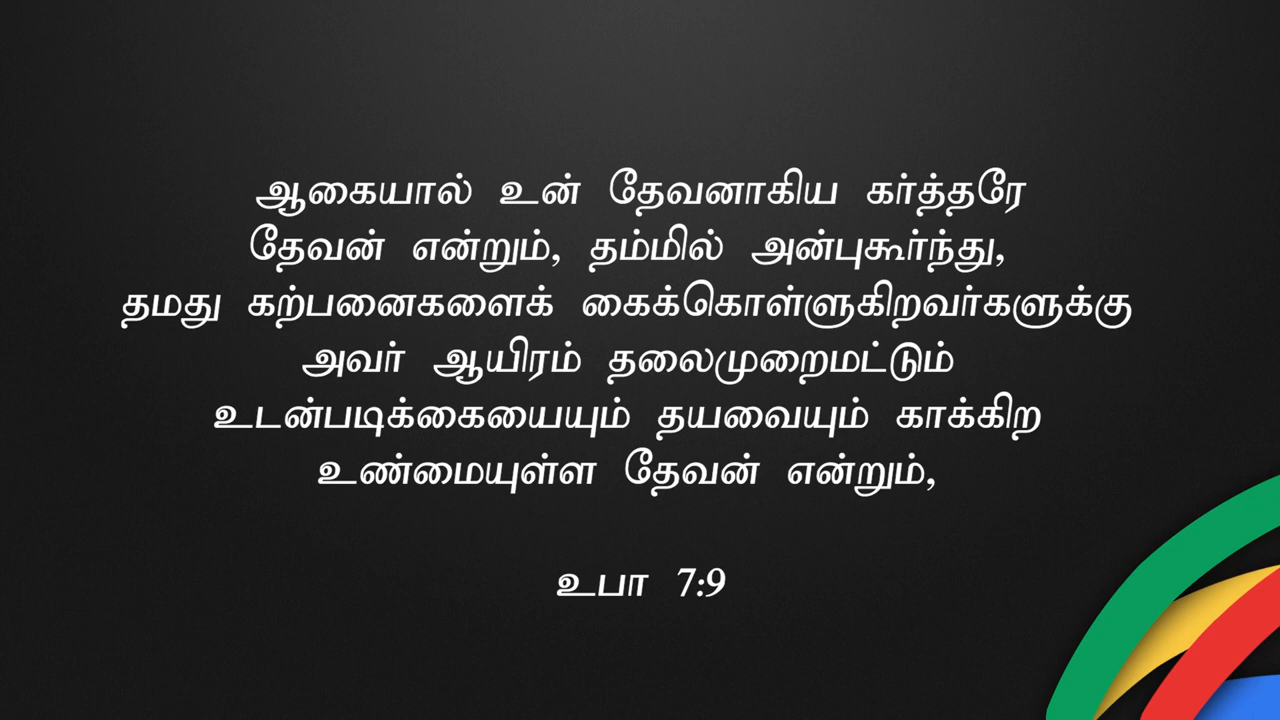 ஆகையால் உன் தேவனாகிய கர்த்தரே
தேவன் என்றும், தம்மில் அன்புகூர்ந்து,
தமது கற்பனைகளைக் கைக்கொள்ளுகிறவர்களுக்கு
அவர் ஆயிரம் தலைமுறைமட்டும்
உடன்படிக்கையையும் தயவையும் காக்கிற
உண்மையுள்ள தேவன் என்றும்,
உபா 7:9